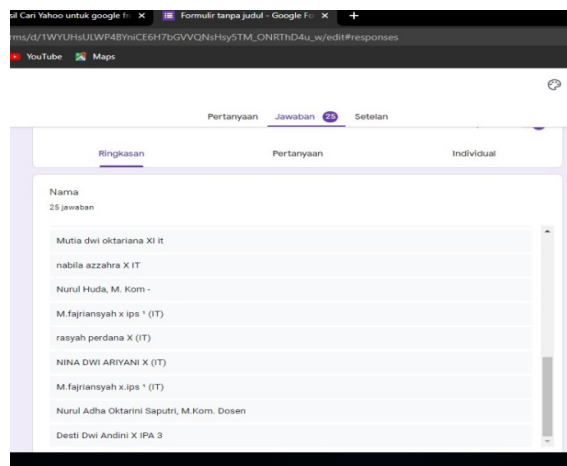 sil Cari Yahoo untuk google fr
Formulir tanpa judul - Google Fo
rms/d/1WYUHsULWP4BYniCE6H7bGVVQNsHsy5TM_ONRThD4u_w/edit#responses
YouTube Maps
Pertanyaan Jawaban 25 Setelan
Ringkasan Pertanyaan Individual
Nama
25 jawaban
Mutia dwi oktariana XI it
nabila azzahra X IT
Nurul Huda, M. Kom -
M.fajriansyah x ips ¹ (IT)
rasyah perdana X (IT)
NINA DWI ARIYANI X (IT)
M.fajriansyah x.ips ¹ (IT)
Nurul Adha Oktarini Saputri, M.Kom. Dosen
Desti Dwi Andini X IPA 3